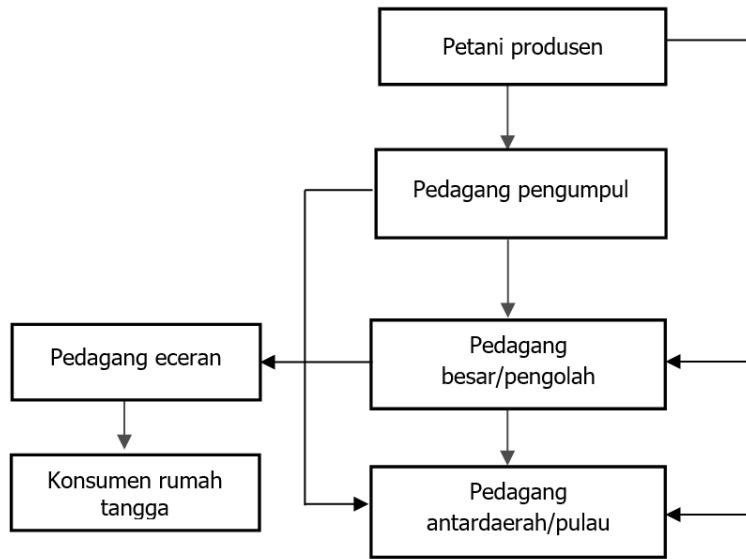 Petani produsen
Pedagang pengumpul
Pedagang eceran
Pedagang
besar/pengolah
Konsumen rumah
tangga
Pedagang
antardaerah/pulau